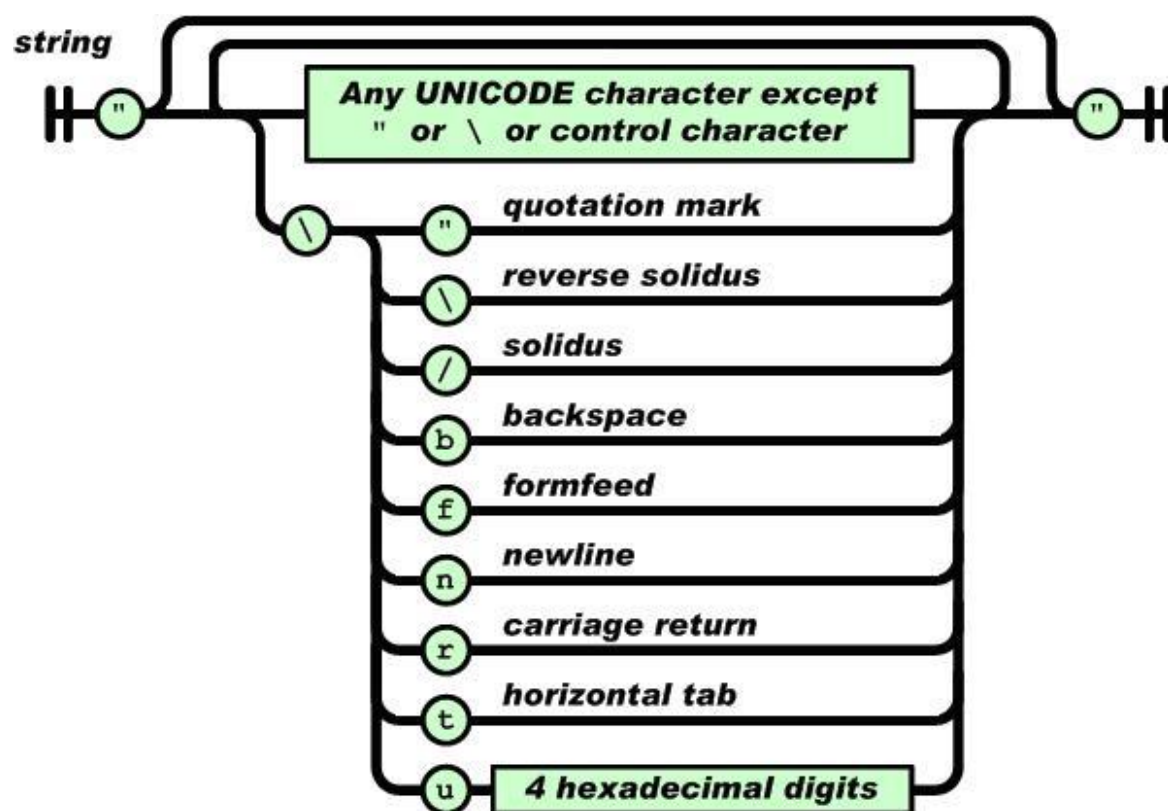 string
"
Any UNICODE character except
" or \ or control character
"
\
" quotation mark
\ reverse solidus
/ solidus
b backspace
f formfeed
n newline
r carriage return
t horizontal tab
u 4 hexadecimal digits